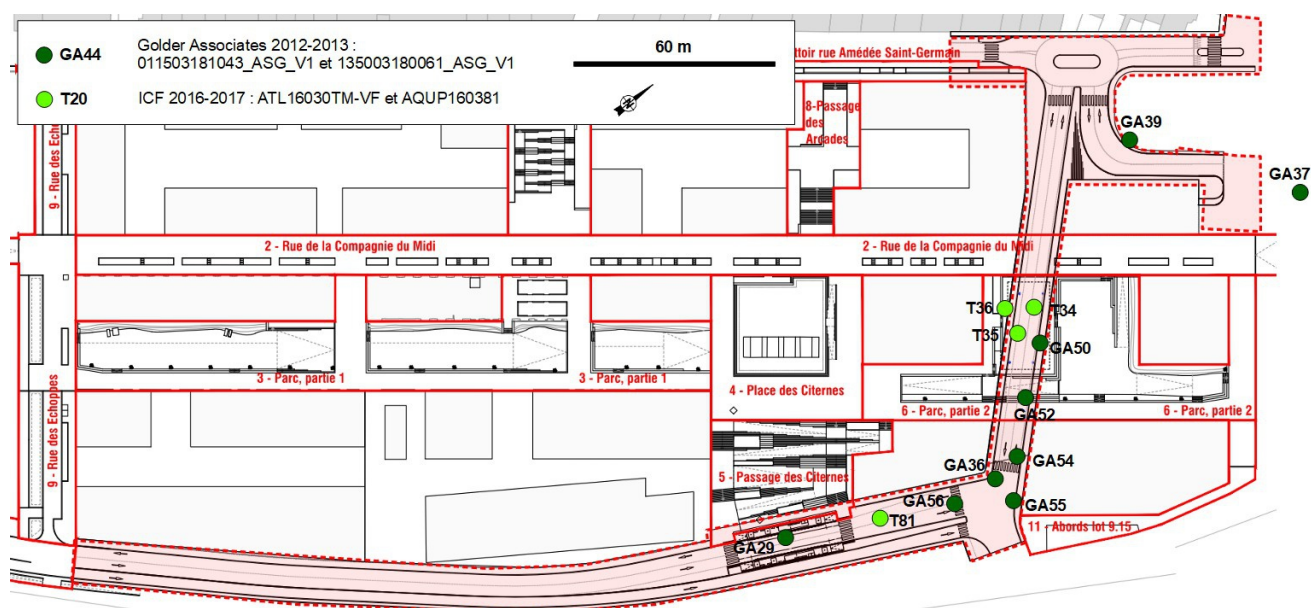 GA44
Golder Associates 2012-2013 :
011503181043_ASG_V1 et 135003180061_ASG_V1
60 m
T20
ICF 2016-2017 : ATL16030TM-VF et AQUP160381
ttoir rue Amédée Saint-Germain
8-Passage
des
Arcades
GA39
GA37
9 - Rue des Eche
2 - Rue de la Compagnie du Midi
2 - Rue de la Compagnie du Midi
T36
T34
T35
GA50
3 - Parc, partie 1
3 - Parc, partie 1
4 - Place des Citernes
6 - Parc, partie 2
GA52
6 - Parc, partie 2
9 - Rue des Echoppes
GA54
5 - Passage des Citernes
GA36
GA56
GA55
T81
11 - Abords lot 9.15
GA29